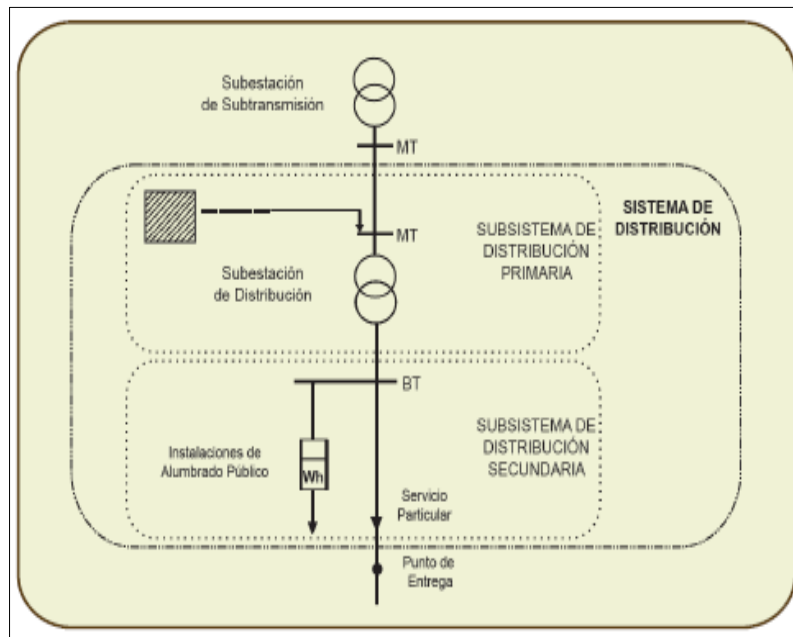 Subestación
de Subtransmisión
MT
SISTEMA DE
DISTRIBUCIÓN
SUBSISTEMA DE
DISTRIBUCIÓN
PRIMARIA
MT
Subestación
de Distribución
BT
SUBSISTEMA DE
DISTRIBUCIÓN
SECUNDARIA
Instalaciones de
Alumbrado Público
Wh
Servicio
Particular
Punto de
Entrega